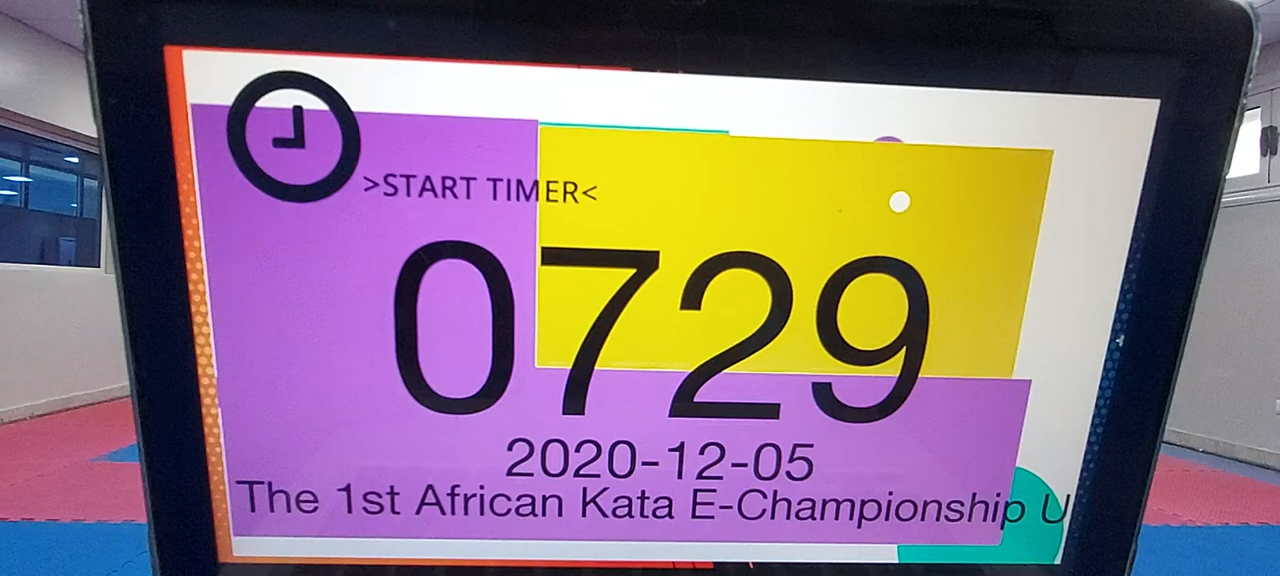 >START TIMER<
0729
2020-12-05
The 1st African Kata E-Championship U